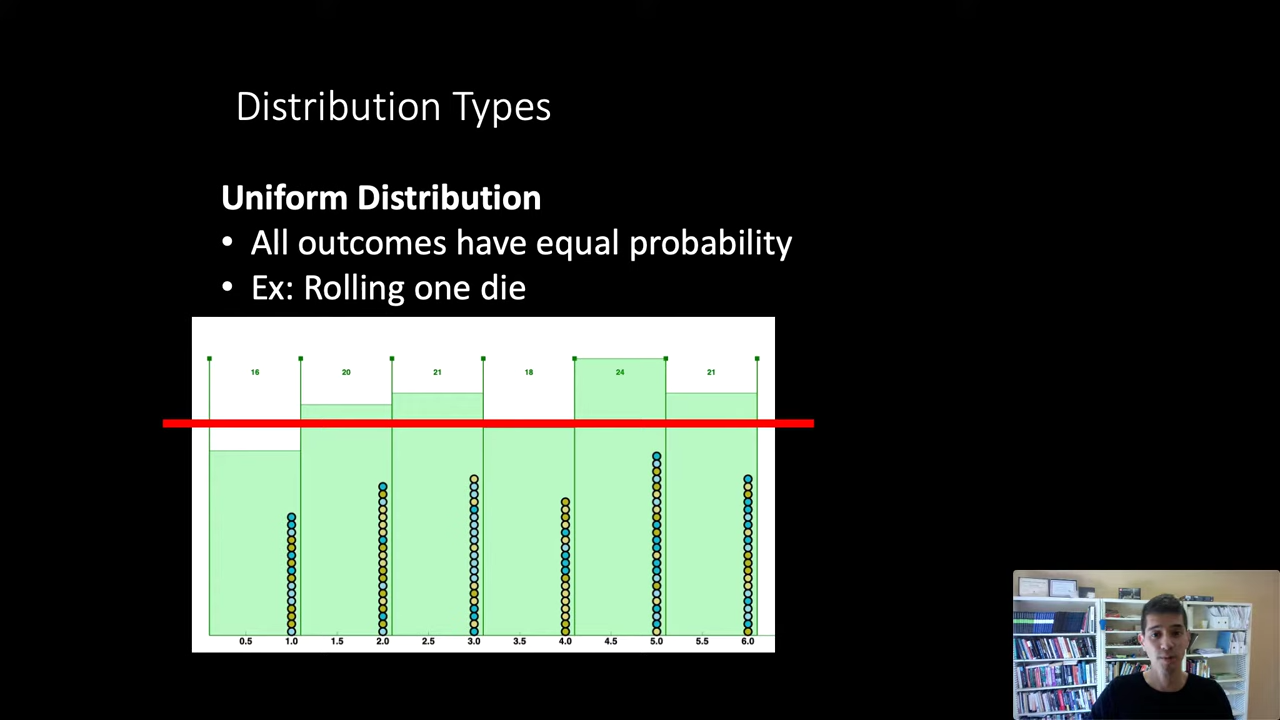 Distribution Types
Uniform Distribution
• All outcomes have equal probability
• Ex: Rolling one die
16 20 21 18 24 21
0.5 1.0 1.5 2.0 2.5 3.0 3.5 4.0 4.5 5.0 5.5 6.0